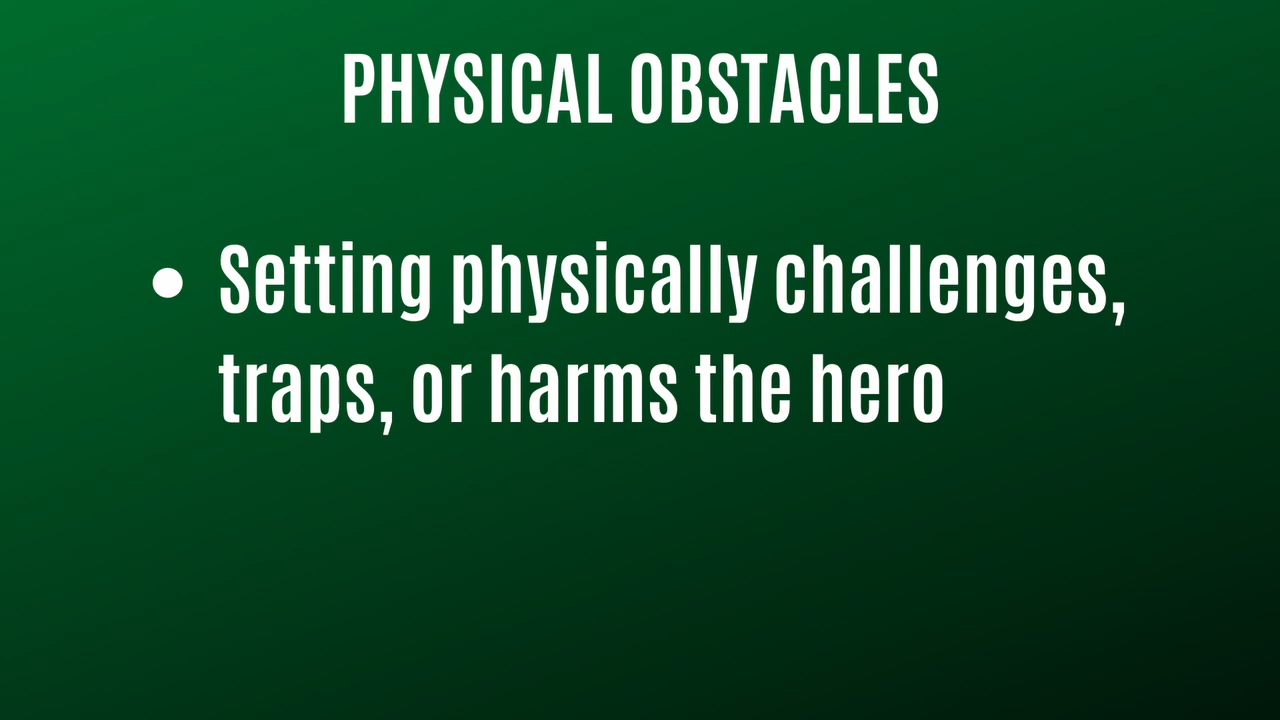 PHYSICAL OBSTACLES
• Setting physically challenges,
traps, or harms the hero